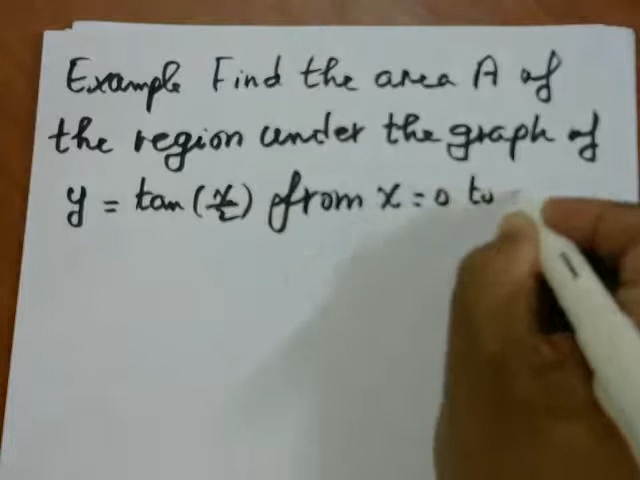 Example Find the area A of
the region under the graph of
y = tan(x/2) from x = 0 to